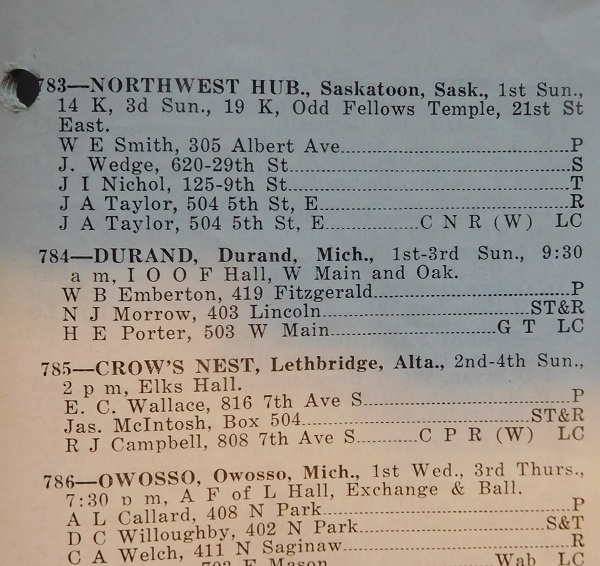 783—NORTHWEST HUB., Saskatoon, Sask., 1st Sun.,
14 K, 3d Sun., 19 K, Odd Fellows Temple, 21st St
East.
W E Smith, 305 Albert Ave....................P
J. Wedge, 620-29th St....................S
J I Nichol, 125-9th St....................T
J A Taylor, 504 5th St, E....................R
J A Taylor, 504 5th St, E....................C N R (W) LC
784—DURAND, Durand, Mich., 1st-3rd Sun., 9:30
a m, I O O F Hall, W Main and Oak.
W B Emberton, 419 Fitzgerald....................P
N J Morrow, 403 Lincoln....................ST&R
H E Porter, 503 W Main....................G T LC
785—CROW'S NEST, Lethbridge, Alta., 2nd-4th Sun.,
2 p m, Elks Hall.
E. C. Wallace, 816 7th Ave S....................P
Jas. McIntosh, Box 504....................ST&R
R J Campbell, 808 7th Ave S....................C P R (W) LC
786—OWOSSO, Owosso, Mich., 1st Wed., 3rd Thurs.,
7:30 p m, A F of L Hall, Exchange & Ball.
A L Callard, 408 N Park....................P
D C Willoughby, 402 N Park....................S&T
C A Welch, 411 N Saginaw....................R
703 E Mason....................Wab LC